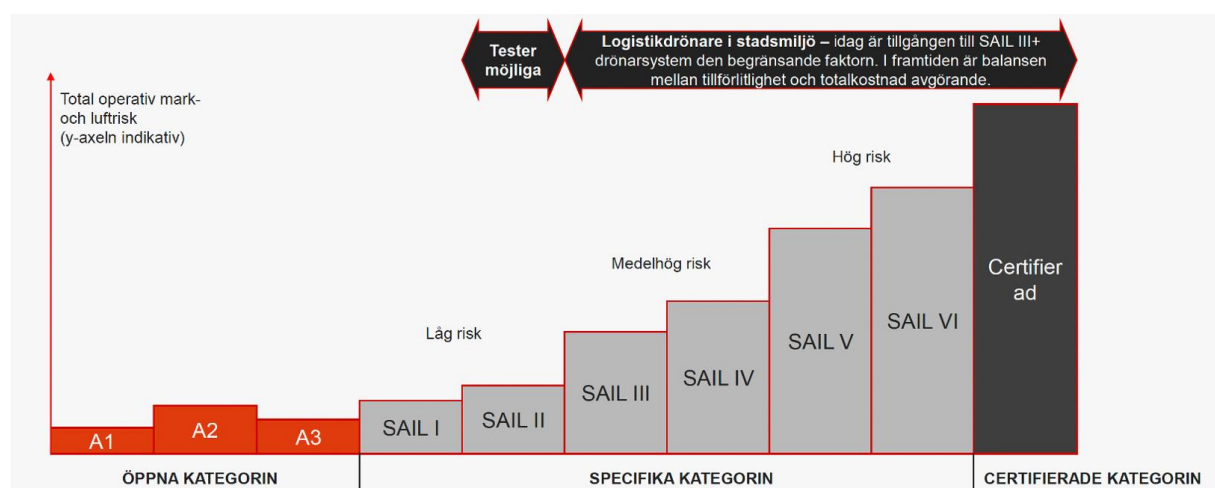 Tester
möjliga
Logistikdrönare i stadsmiljö – idag är tillgången till SAIL III+
drönarsystem den begränsande faktorn. I framtiden är balansen
mellan tillförlitlighet och totalkostnad avgörande.
Total operativ mark-
och luftrisk
(y-axeln indikativ)
Hög risk
Medelhög risk
Låg risk
A1
A2
A3
SAIL I
SAIL II
SAIL III
SAIL IV
SAIL V
SAIL VI
Certifier
ad
ÖPPNA KATEGORIN
SPECIFIKA KATEGORIN
CERTIFIERADE KATEGORIN